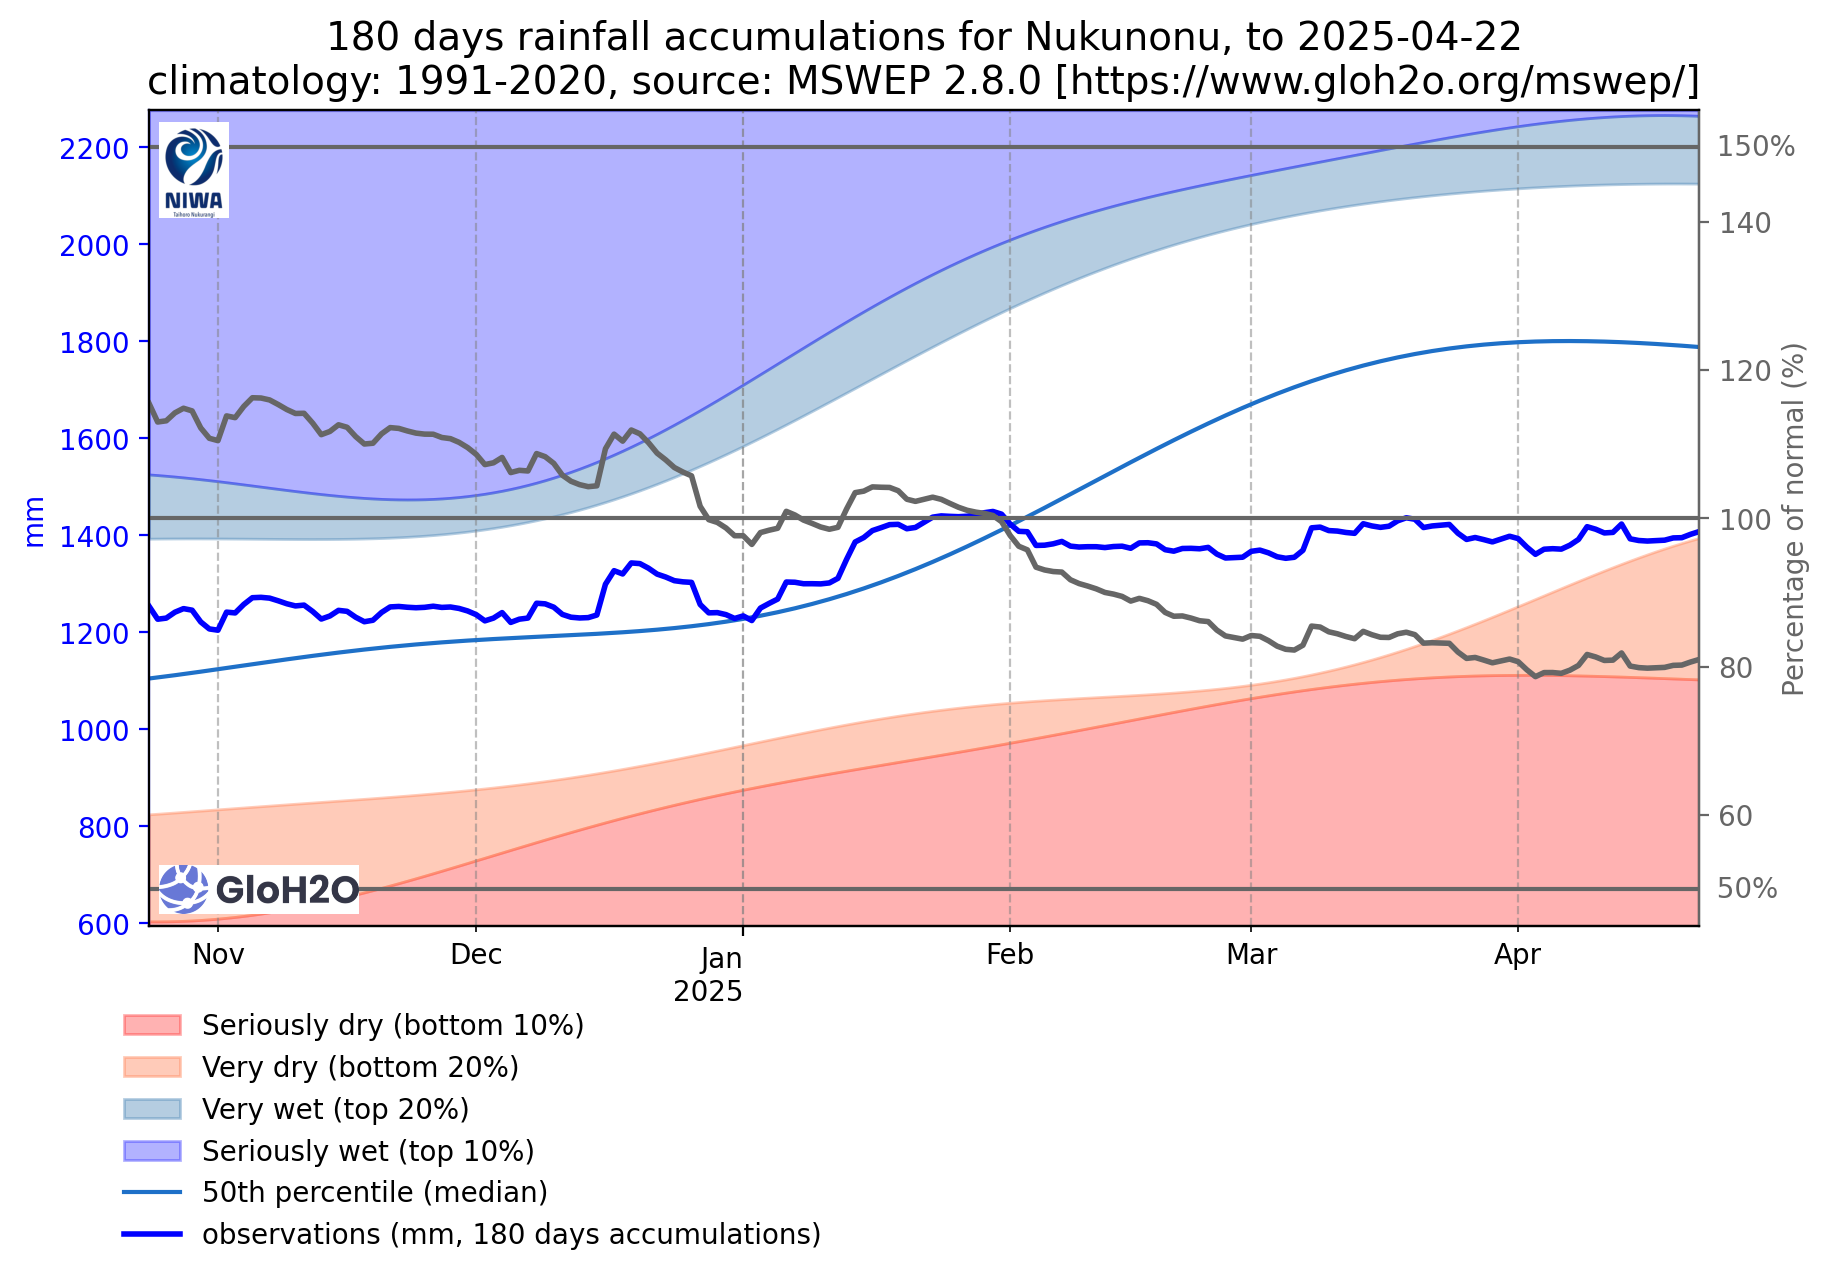 180 days rainfall accumulations for Nukunonu, to 2025-04-22
climatology: 1991-2020, source: MSWEP 2.8.0 [https://www.gloh2o.org/mswep/]
NIWA
Taihoro Nukurangi
2200
2000
1800
1600
1400
1200
1000
800
600
mm
150%
140
120
100
80
60
50%
Percentage of normal (%)
GloH2O
Nov
Dec
Jan
2025
Feb
Mar
Apr
Seriously dry (bottom 10%)
Very dry (bottom 20%)
Very wet (top 20%)
Seriously wet (top 10%)
50th percentile (median)
observations (mm, 180 days accumulations)